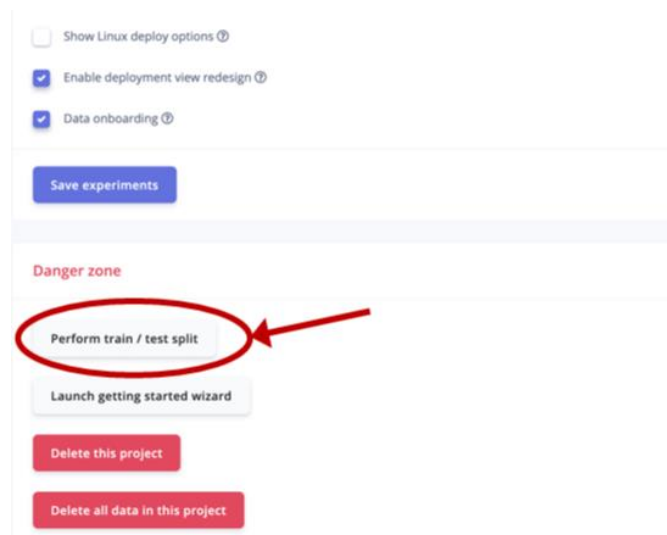 Show Linux deploy options ?
Enable deployment view redesign ?
Data onboarding ?
Save experiments
Danger zone
Perform train / test split
Launch getting started wizard
Delete this project
Delete all data in this project